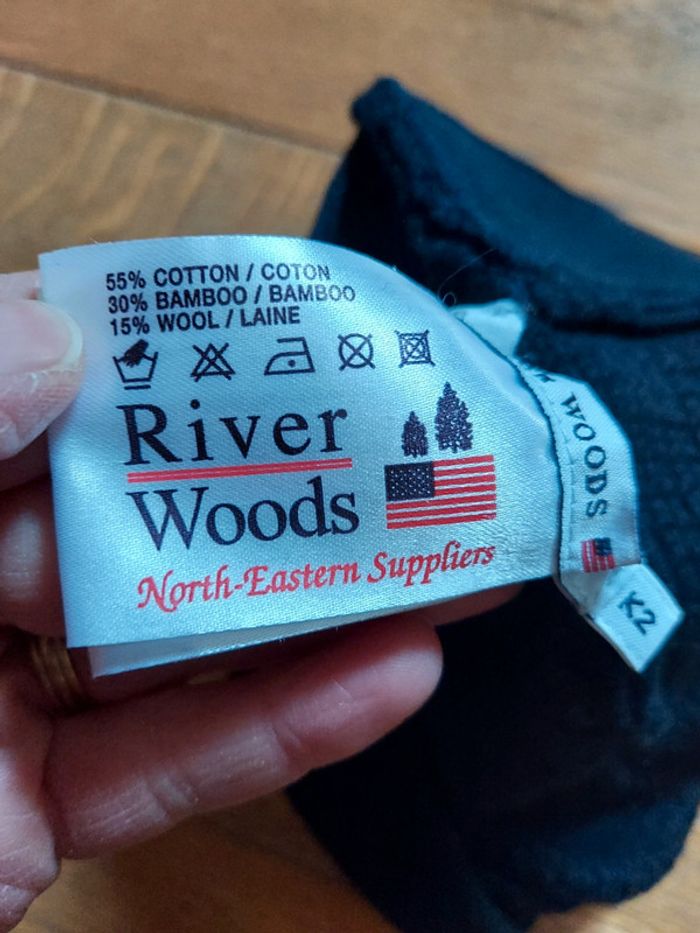 55% COTTON / COTON
30% BAMBOO / BAMBOO
15% WOOL / LAINE
River
Woods
North-Eastern Suppliers
WOODS
K2